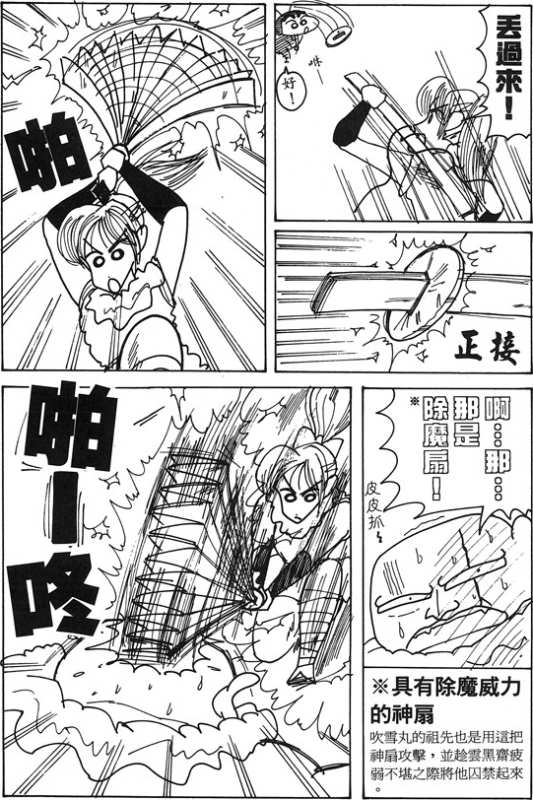 丟過來！
咻—
好！
正接
啪
啊…那…
那是
※除魔扇！
皮皮抓
啪—咚
※具有除魔威力
的神扇
吹雪丸的祖先也是用這把
神扇攻擊，並趁雲黑齋疲
弱不堪之際將他囚禁起來
。